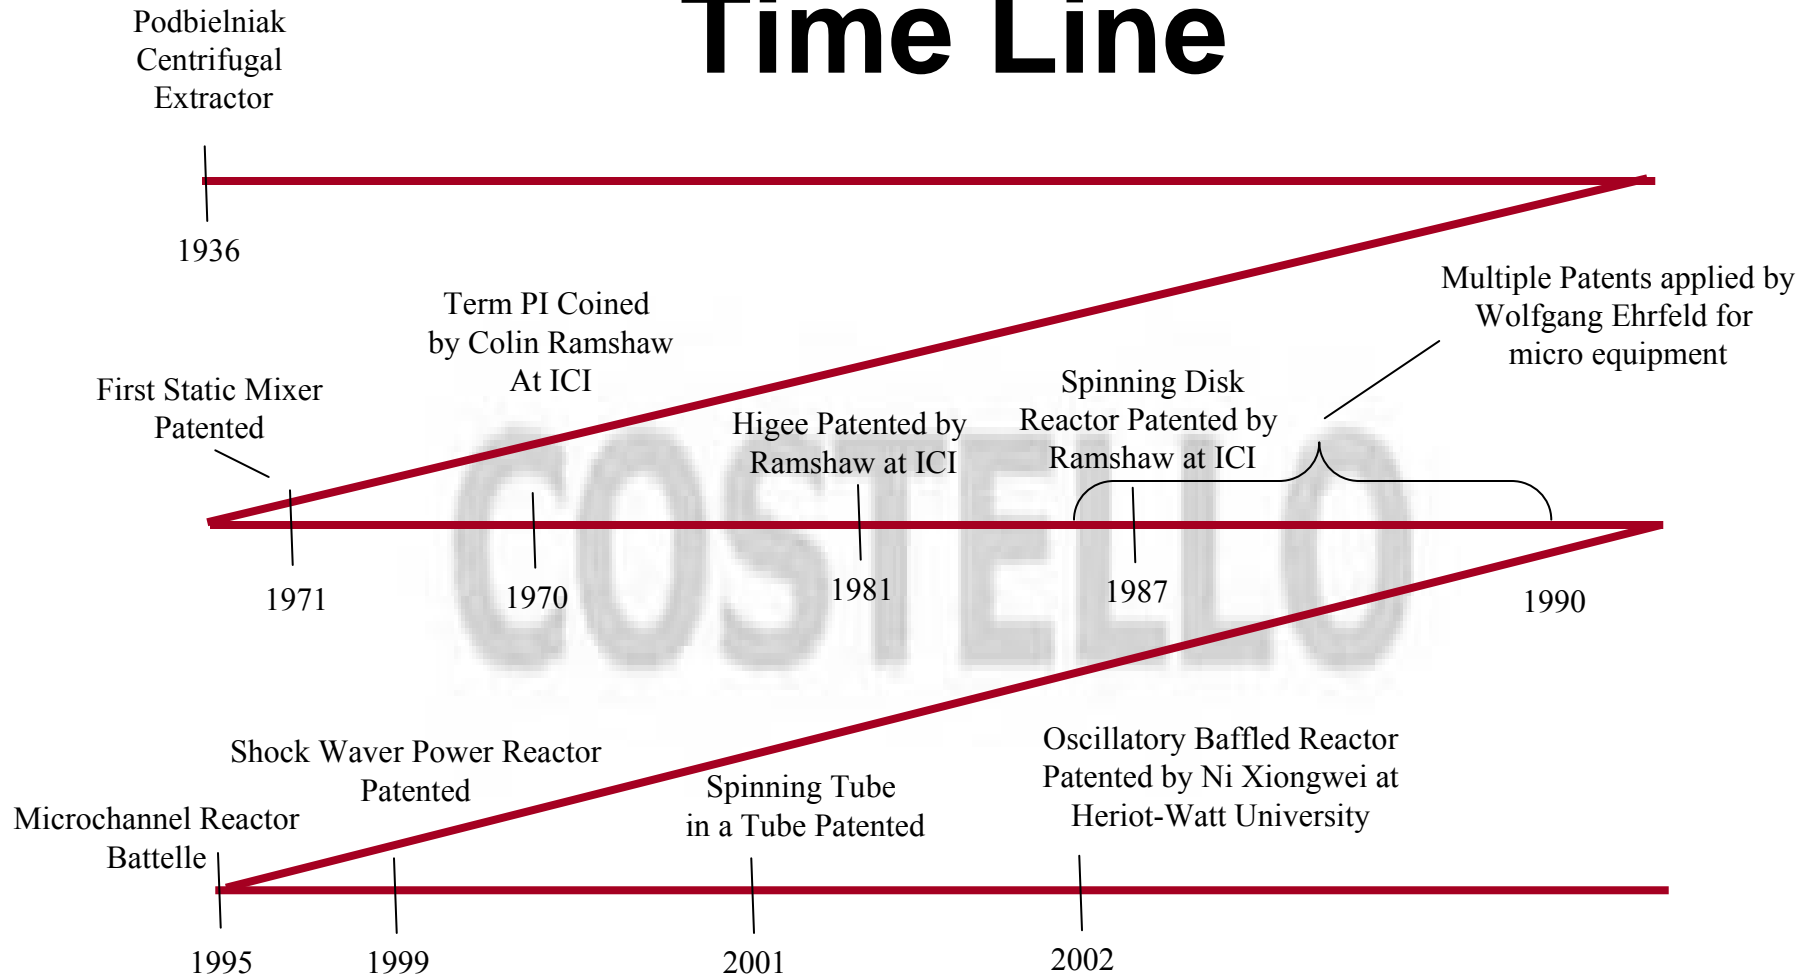 Time Line
Podbielniak
Centrifugal
Extractor
1936
Multiple Patents applied by
Wolfgang Ehrfeld for
micro equipment
Term PI Coined
by Colin Ramshaw
At ICI
First Static Mixer
Patented
Higee Patented by
Ramshaw at ICI
Spinning Disk
Reactor Patented by
Ramshaw at ICI
COSTELLO
1971
1970
1981
1987
1990
Microchannel Reactor
Battelle
Shock Waver Power Reactor
Patented
Spinning Tube
in a Tube Patented
Oscillatory Baffled Reactor
Patented by Ni Xiongwei at
Heriot-Watt University
1995
1999
2001
2002